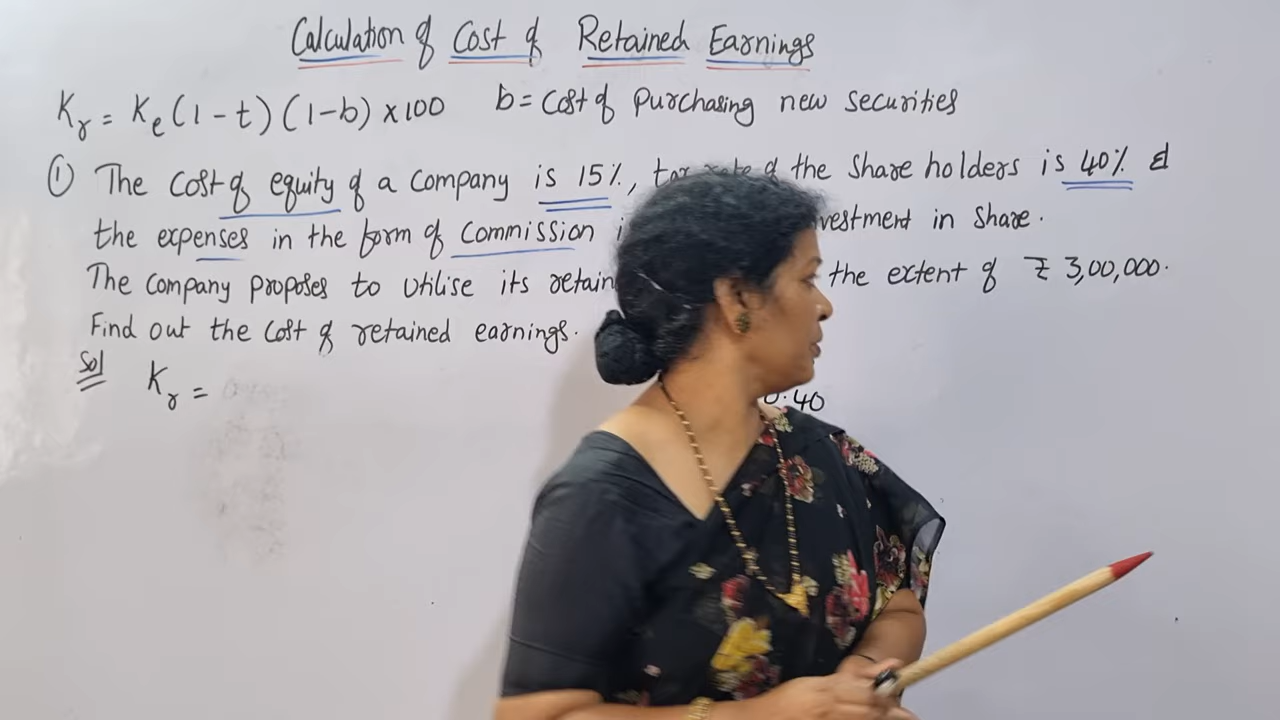 Calculation of Cost of Retained Earnings
Kr = Ke (1-t) (1-b) x100 b = Cost of Purchasing new securities
① The Cost of equity of a Company is 15%, of the Share holders is 40% &
the expenses in the form of Commission in Share.
The Company proposes to utilise its the extent of ₹ 3,00,000.
Find out the Cost of retained earnings.
Sol Kr = 0.40